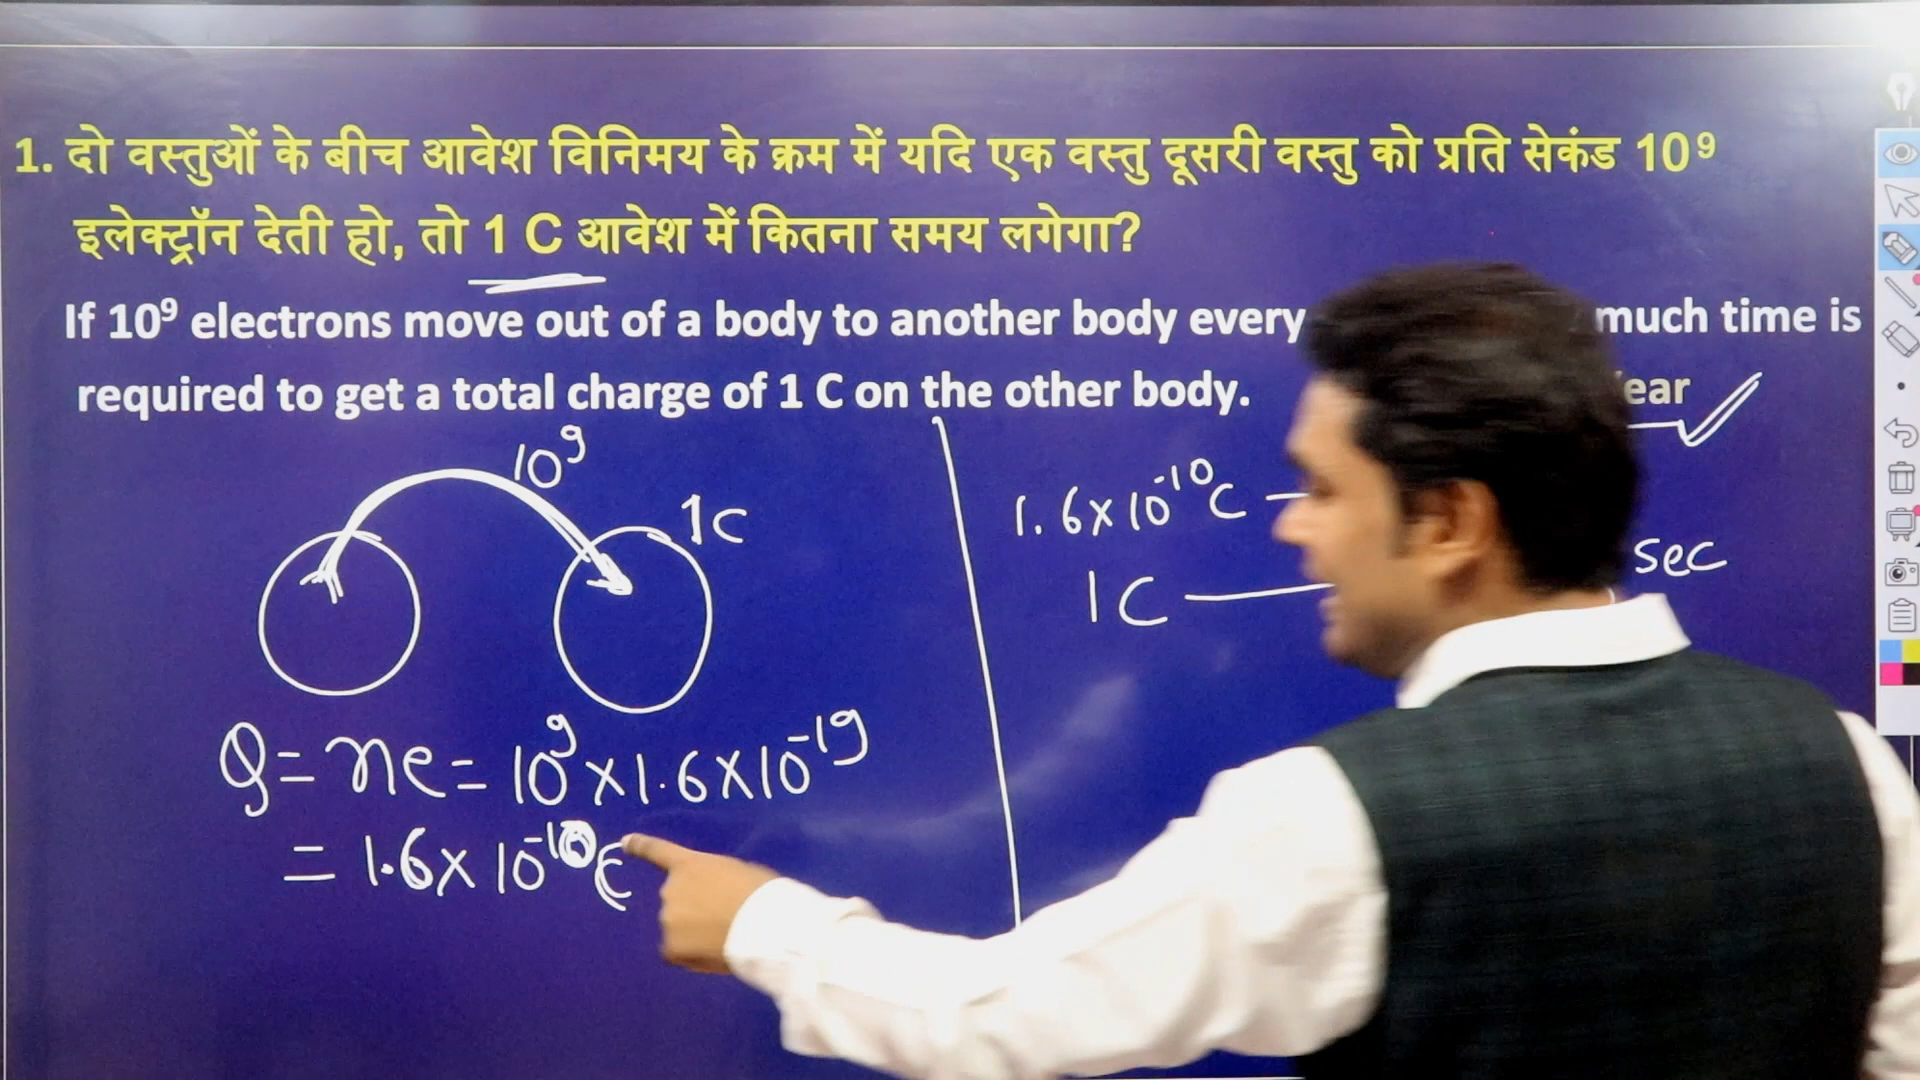 1. दो वस्तुओं के बीच आवेश विनिमय के क्रम में यदि एक वस्तु दूसरी वस्तु को प्रति सेकंड 10⁹
इलेक्ट्रॉन देती हो, तो 1 C आवेश में कितना समय लगेगा?
If 10⁹ electrons move out of a body to another body every much time is
required to get a total charge of 1 C on the other body. ear
10⁹
1C
Q = ne = 10⁹ × 1.6 × 10⁻¹⁹
= 1.6 × 10⁻¹⁰ C
1.6 × 10⁻¹⁰ C —
1C — sec